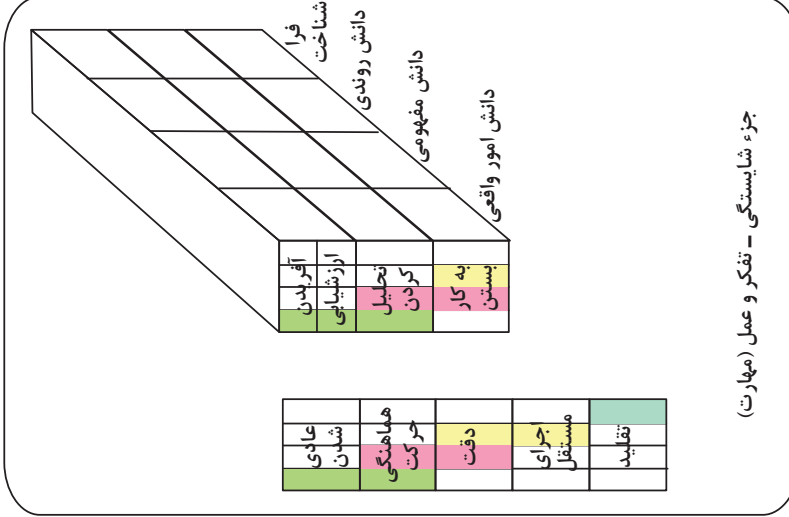 فرا
شناخت
دانش روندی
دانش مفهومی
دانش امور واقعی
آفریدن
ارزشیابی
تحلیل
کردن
به کار
بستن
عادی
شدن
هماهنگی
حرکت
دقت
اجرای
مستقل
تقلید
جزء شایستگی – تفکر و عمل (مهارت)